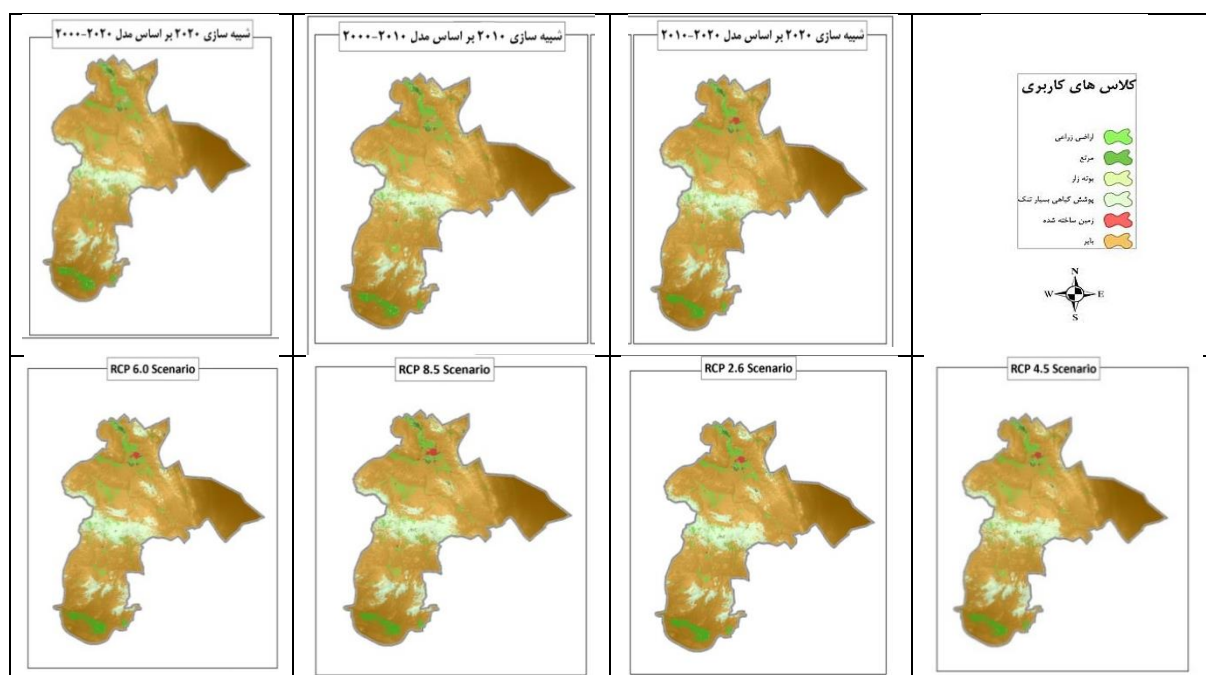 شبیه سازی ۲۰۲۰ بر اساس مدل ۲۰۲۰-۲۰۰۰
شبیه سازی ۲۰۱۰ بر اساس مدل ۲۰۱۰-۲۰۰۰
شبیه سازی ۲۰۲۰ بر اساس مدل ۲۰۲۰-۲۰۱۰
کلاس های کاربری
اراضی زراعی
مرتع
بوته زار
پوشش گیاهی بسیار تنک
زمین ساخته شده
بایر
N
W E
S
RCP 6.0 Scenario
RCP 8.5 Scenario
RCP 2.6 Scenario
RCP 4.5 Scenario